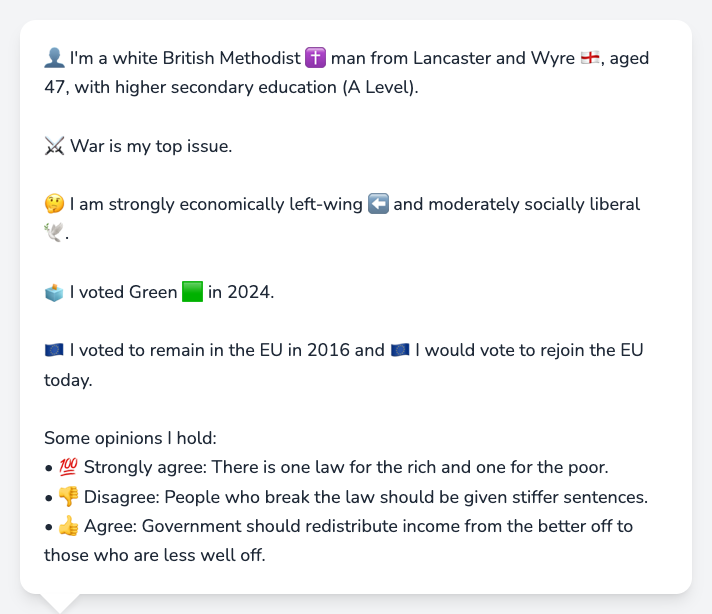 👤 I'm a white British Methodist ✝️ man from Lancaster and Wyre 🏴󠁧󠁢󠁥󠁮󠁧󠁿, aged
47, with higher secondary education (A Level).
⚔️ War is my top issue.
🤔 I am strongly economically left-wing ⬅️ and moderately socially liberal
🕊️.
🗳️ I voted Green 🟩 in 2024.
🇪🇺 I voted to remain in the EU in 2016 and 🇪🇺 I would vote to rejoin the EU
today.
Some opinions I hold:
• 💯 Strongly agree: There is one law for the rich and one for the poor.
• 👎 Disagree: People who break the law should be given stiffer sentences.
• 👍 Agree: Government should redistribute income from the better off to
those who are less well off.